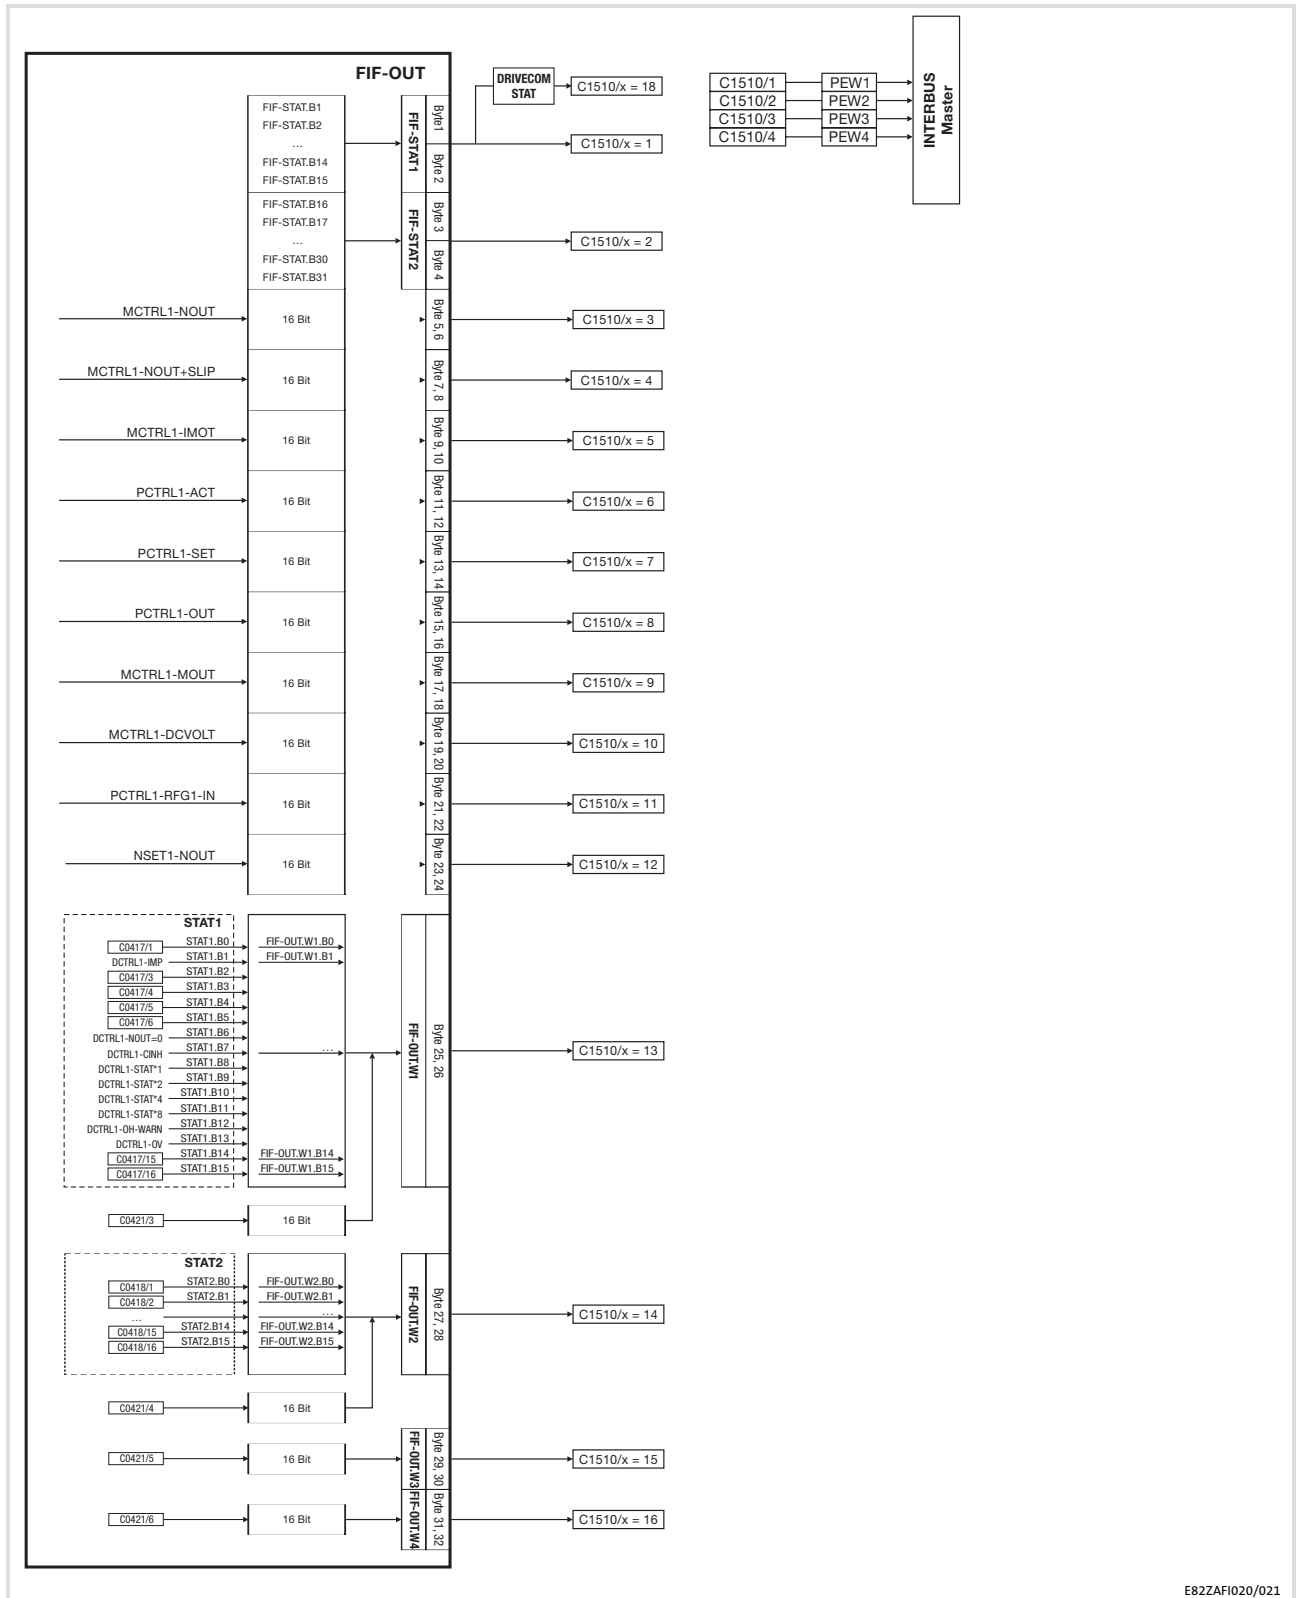 FIF-OUT
DRIVECOM
STAT
C1510/x = 18
C1510/1 PEW1
C1510/2 PEW2
C1510/3 PEW3
C1510/4 PEW4
INTERBUS
Master
FIF-STAT.B1
FIF-STAT.B2
...
FIF-STAT.B14
FIF-STAT.B15
FIF-STAT1
Byte1
Byte 2
C1510/x = 1
FIF-STAT.B16
FIF-STAT.B17
...
FIF-STAT.B30
FIF-STAT.B31
FIF-STAT2
Byte 3
Byte 4
C1510/x = 2
MCTRL1-NOUT 16 Bit Byte 5, 6 C1510/x = 3
MCTRL1-NOUT+SLIP 16 Bit Byte 7, 8 C1510/x = 4
MCTRL1-IMOT 16 Bit Byte 9, 10 C1510/x = 5
PCTRL1-ACT 16 Bit Byte 11, 12 C1510/x = 6
PCTRL1-SET 16 Bit Byte 13, 14 C1510/x = 7
PCTRL1-OUT 16 Bit Byte 15, 16 C1510/x = 8
MCTRL1-MOUT 16 Bit Byte 17, 18 C1510/x = 9
MCTRL1-DCVOLT 16 Bit Byte 19, 20 C1510/x = 10
PCTRL1-RFG1-IN 16 Bit Byte 21, 22 C1510/x = 11
NSET1-NOUT 16 Bit Byte 23, 24 C1510/x = 12
STAT1
C0417/1 STAT1.B0 FIF-OUT.W1.B0
DCTRL1-IMP STAT1.B1 FIF-OUT.W1.B1
C0417/3 STAT1.B2
C0417/4 STAT1.B3
C0417/5 STAT1.B4
C0417/6 STAT1.B5
DCTRL1-NOUT=0 STAT1.B6
DCTRL1-CINH STAT1.B7 ...
DCTRL1-STAT*1 STAT1.B8
DCTRL1-STAT*2 STAT1.B9
DCTRL1-STAT*4 STAT1.B10
DCTRL1-STAT*8 STAT1.B11
DCTRL1-OH-WARN STAT1.B12
DCTRL1-OV STAT1.B13
C0417/15 STAT1.B14 FIF-OUT.W1.B14
C0417/16 STAT1.B15 FIF-OUT.W1.B15
FIF-OUT.W1
Byte 25, 26
C1510/x = 13
C0421/3 16 Bit
STAT2
C0418/1 STAT2.B0 FIF-OUT.W2.B0
C0418/2 STAT2.B1 FIF-OUT.W2.B1
... ...
C0418/15 STAT2.B14 FIF-OUT.W2.B14
C0418/16 STAT2.B15 FIF-OUT.W2.B15
FIF-OUT.W2
Byte 27, 28
C1510/x = 14
C0421/4 16 Bit
C0421/5 16 Bit FIF-OUT.W3 Byte 29, 30 C1510/x = 15
C0421/6 16 Bit FIF-OUT.W4 Byte 31, 32 C1510/x = 16
E82ZAFI020/021